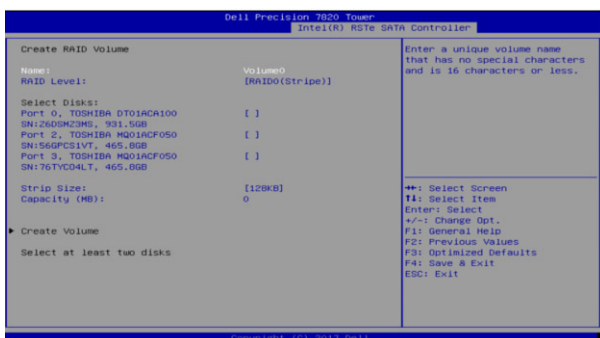 Dell Precision 7820 Tower
Intel(R) RSTe SATA Controller
Create RAID Volume
Name: Volume0
RAID Level: [RAID0(Stripe)]
Select Disks:
Port 0, TOSHIBA DT01ACA100 [ ]
SN:Z6DSMZ3MS, 931.5GB
Port 2, TOSHIBA MQ01ACF050 [ ]
SN:56GPCS1VT, 465.8GB
Port 3, TOSHIBA MQ01ACF050 [ ]
SN:76TYC04LT, 465.8GB
Strip Size: [128KB]
Capacity (MB): 0
▶ Create Volume
Select at least two disks
Enter a unique volume name
that has no special characters
and is 16 characters or less.
→←: Select Screen
↑↓: Select Item
Enter: Select
+/-: Change Opt.
F1: General Help
F2: Previous Values
F3: Optimized Defaults
F4: Save & Exit
ESC: Exit
Copyright (C) 2017 Dell